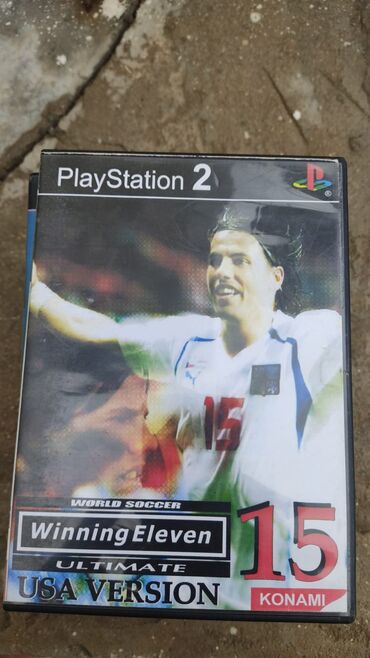 PlayStation 2
®
15
WORLD SOCCER
Winning Eleven
ULTIMATE
USA VERSION
15
KONAMI